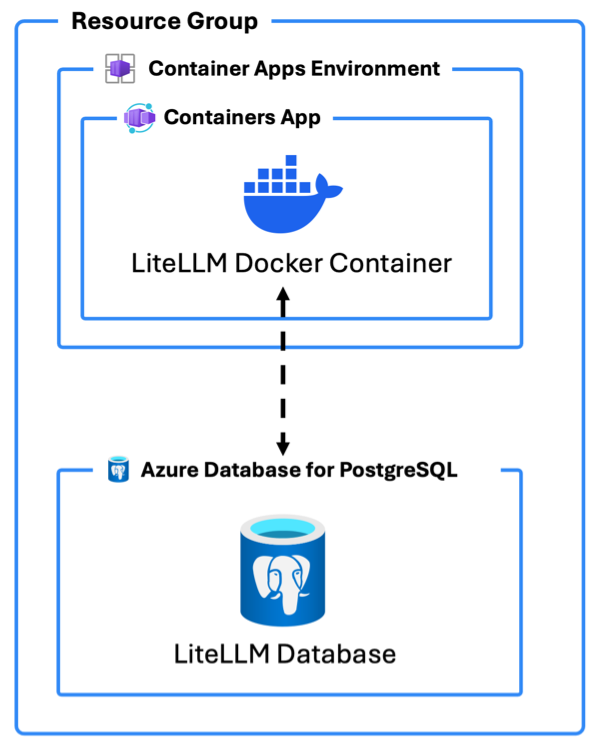 Resource Group
Container Apps Environment
Containers App
LiteLLM Docker Container
Azure Database for PostgreSQL
LiteLLM Database